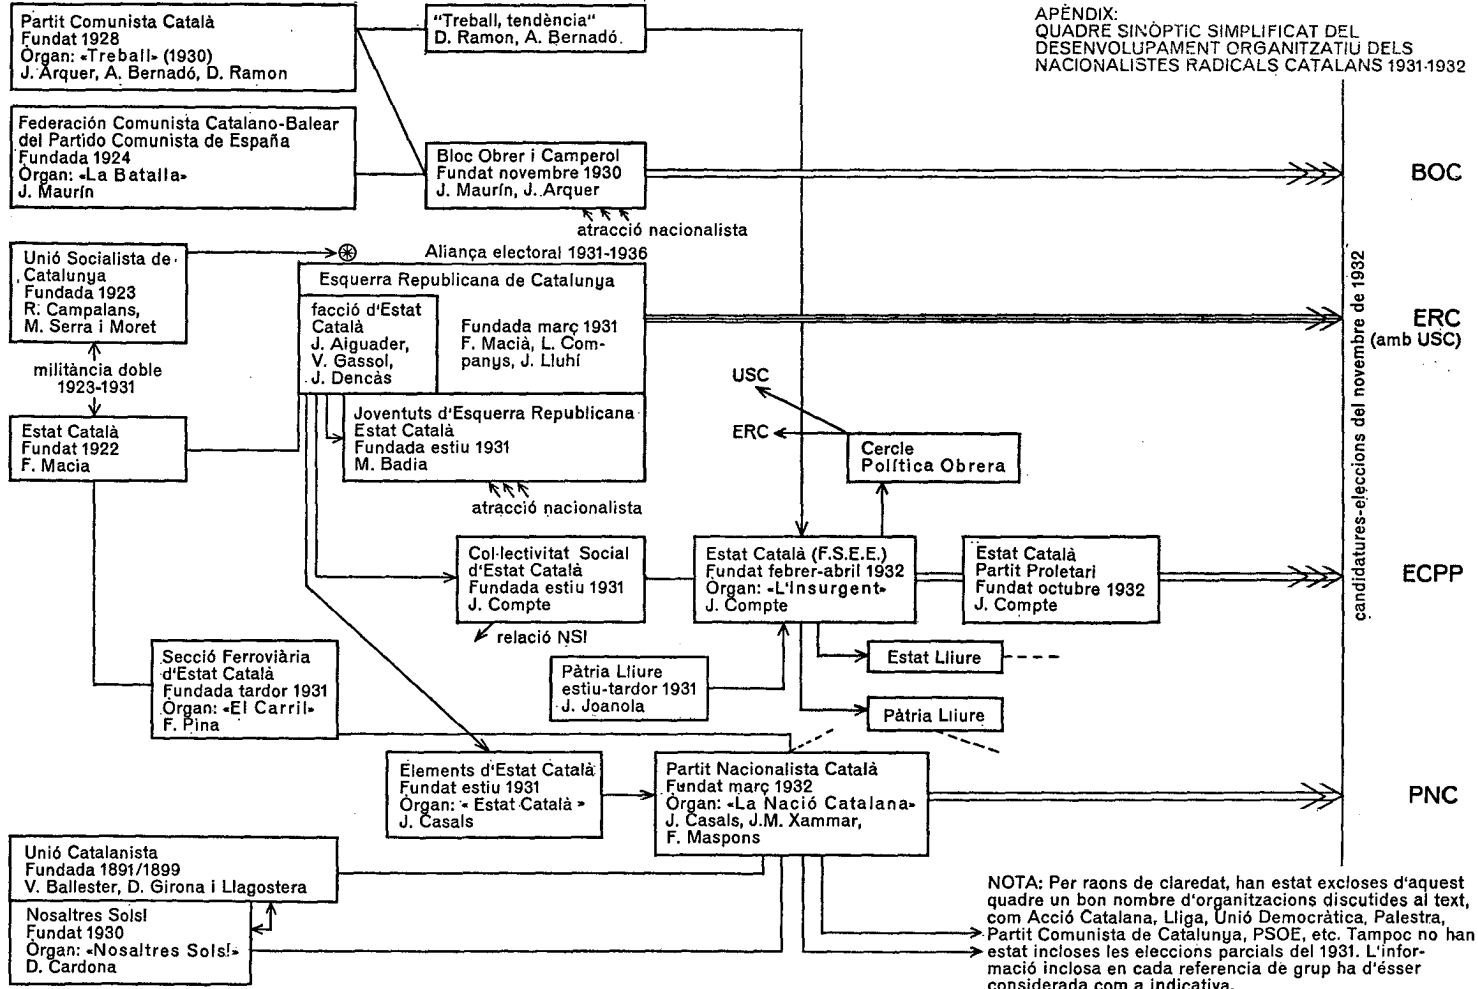 APÈNDIX:
QUADRE SINÒPTIC SIMPLIFICAT DEL
DESENVOLUPAMENT ORGANITZATIU DELS
NACIONALISTES RADICALS CATALANS 1931-1932
Partit Comunista Català
Fundat 1928
Òrgan: «Treball» (1930)
J. Arquer, A. Bernadó, D. Ramon
"Treball, tendència"
D. Ramon, A. Bernadó.
Federación Comunista Catalano-Balear
del Partido Comunista de España
Fundada 1924
Òrgan: «La Batalla»
J. Maurín
Bloc Obrer i Camperol
Fundat novembre 1930
J. Maurín, J. Arquer
atracció nacionalista
BOC
Unió Socialista de
Catalunya
Fundada 1923
R. Campalans,
M. Serra i Moret
Aliança electoral 1931-1936
Esquerra Republicana de Catalunya
facció d'Estat
Català
J. Aiguader,
V. Gassol,
J. Dencàs
Fundada març 1931
F. Macià, L. Com-
panys, J. Lluhí
ERC
(amb USC)
candidatures-eleccions del novembre de 1932
militància doble
1923-1931
Estat Català
Fundat 1922
F. Macia
Joventuts d'Esquerra Republicana
Estat Català
Fundada estiu 1931
M. Badia
atracció nacionalista
USC
ERC
Cercle
Política Obrera
Col·lectivitat Social
d'Estat Català
Fundada estiu 1931
J. Compte
relació NSI
Estat Català (F.S.E.E.)
Fundat febrer-abril 1932
Òrgan: «L'Insurgent»
J. Compte
Estat Català
Partit Proletari
Fundat octubre 1932
J. Compte
ECPP
Secció Ferroviària
d'Estat Català
Fundada tardor 1931
Òrgan: «El Carril»
F. Pina
Pàtria Lliure
estiu-tardor 1931
J. Joanola
Estat Lliure
Pàtria Lliure
Elements d'Estat Català
Fundat estiu 1931
Òrgan: « Estat Català »
J. Casals
Partit Nacionalista Català
Fundat març 1932
Òrgan: «La Nació Catalana»
J. Casals, J.M. Xammar,
F. Maspons
PNC
Unió Catalanista
Fundada 1891/1899
V. Ballester, D. Girona i Llagostera
Nosaltres Sols!
Fundat 1930
Òrgan: «Nosaltres Sols!»
D. Cardona
NOTA: Per raons de claredat, han estat excloses d'aquest
quadre un bon nombre d'organitzacions discutides al text,
com Acció Catalana, Lliga, Unió Democràtica, Palestra,
Partit Comunista de Catalunya, PSOE, etc. Tampoc no han
estat incloses les eleccions parcials del 1931. L'infor-
mació inclosa en cada referencia de grup ha d'ésser
considerada com a indicativa.